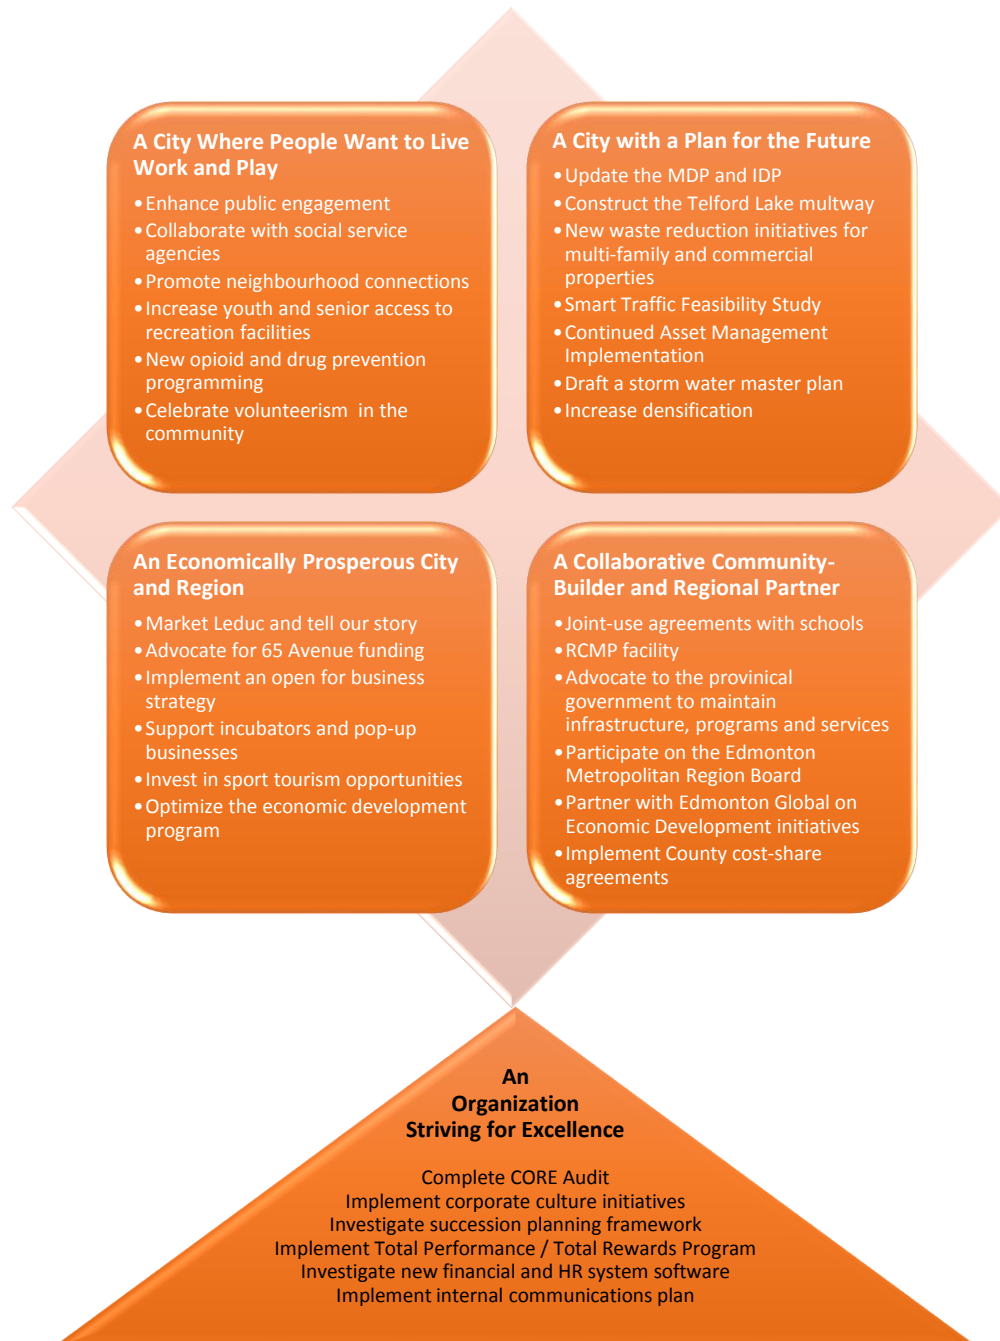 A City Where People Want to Live
Work and Play
•Enhance public engagement
•Collaborate with social service
agencies
•Promote neighbourhood connections
•Increase youth and senior access to
recreation facilities
•New opioid and drug prevention
programming
•Celebrate volunteerism  in the
community
A City with a Plan for the Future
•Update the MDP and IDP
•Construct the Telford Lake multway
•New waste reduction initiatives for
multi-family and commercial
properties
•Smart Traffic Feasibility Study
•Continued Asset Management
Implementation
•Draft a storm water master plan
•Increase densification
An Economically Prosperous City
and Region
•Market Leduc and tell our story
•Advocate for 65 Avenue funding
•Implement an open for business
strategy
•Support incubators and pop-up
businesses
•Invest in sport tourism opportunities
•Optimize the economic development
program
A Collaborative Community-
Builder and Regional Partner
•Joint-use agreements with schools
•RCMP facility
•Advocate to the provinical
government to maintain
infrastructure, programs and services
•Participate on the Edmonton
Metropolitan Region Board
•Partner with Edmonton Global on
Economic Development initiatives
•Implement County cost-share
agreements
An
Organization
Striving for Excellence
Complete CORE Audit
Implement corporate culture initiatives
Investigate succession planning framework
Implement Total Performance / Total Rewards Program
Investigate new financial and HR system software
Implement internal communications plan